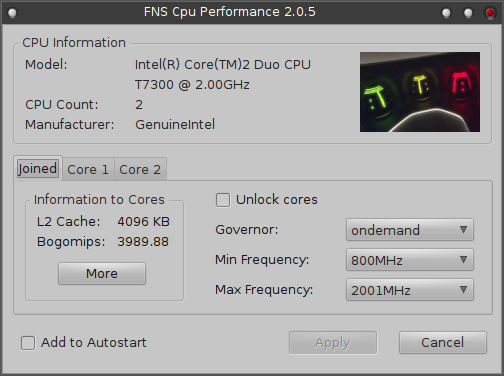 FNS Cpu Performance 2.0.5
CPU Information
Model: Intel(R) Core(TM)2 Duo CPU
T7300 @ 2.00GHz
CPU Count: 2
Manufacturer: GenuineIntel
Joined Core 1 Core 2
Information to Cores
L2 Cache: 4096 KB
Bogomips: 3989.88
More
Unlock cores
Governor: ondemand
Min Frequency: 800MHz
Max Frequency: 2001MHz
Add to Autostart
Apply
Cancel